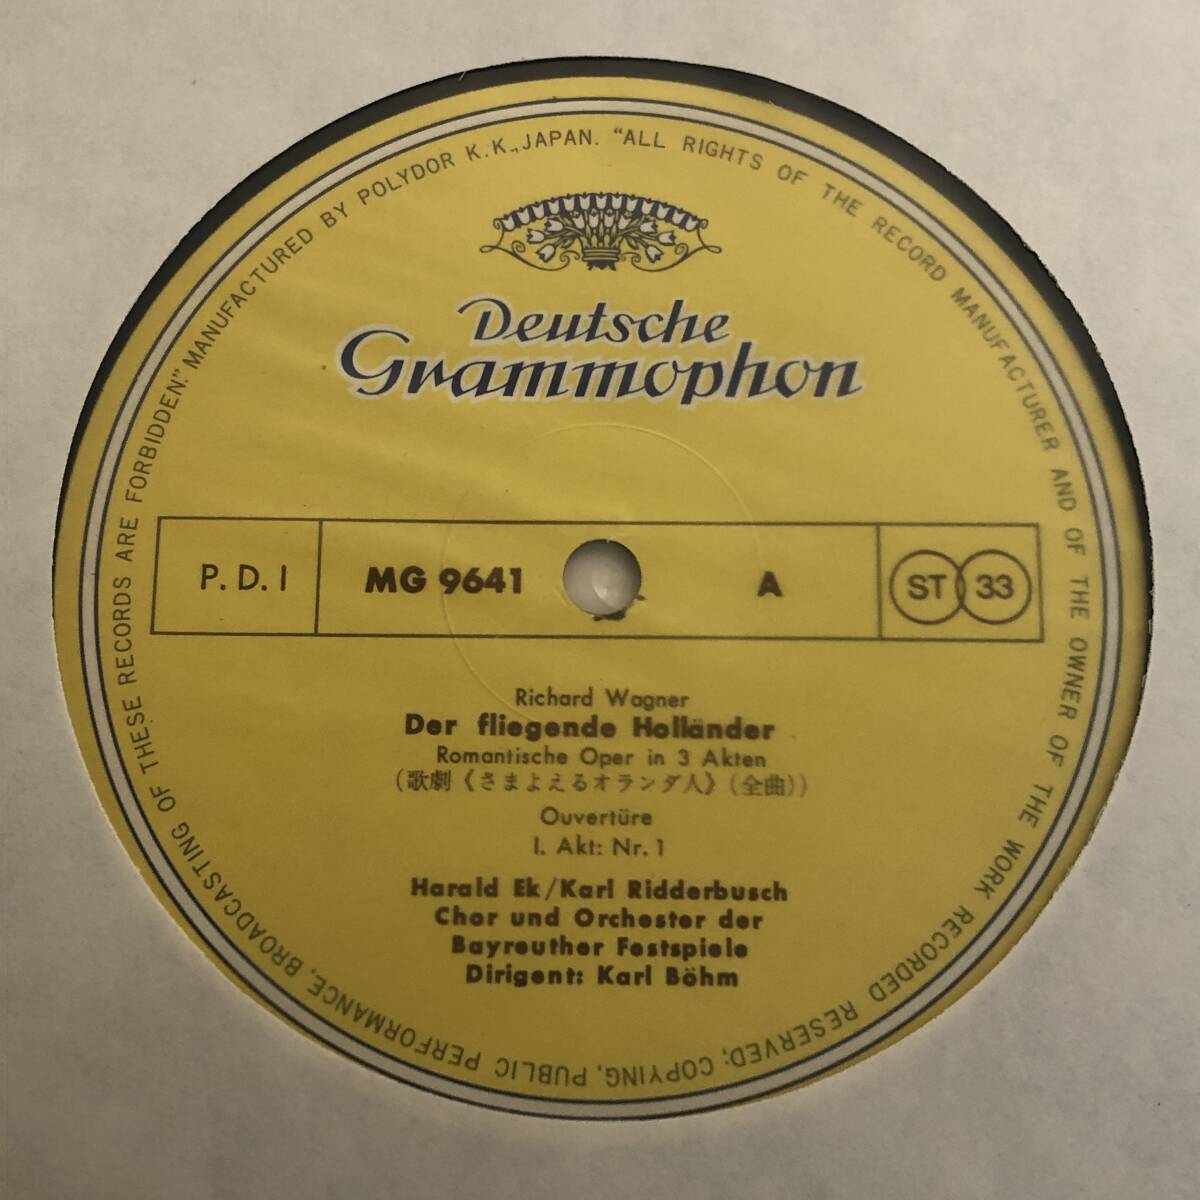 MANUFACTURED BY POLYDOR K.K., JAPAN. "ALL RIGHTS OF THE RECORD MANUFACTURER AND OF THE OWNER OF THE WORK RECORDED RESERVED; COPYING, PUBLIC PERFORMANCE, BROADCASTING OF THESE RECORDS ARE FORBIDDEN."
Deutsche
Grammophon
P.D.I MG 9641 A ST 33
Richard Wagner
Der fliegende Holländer
Romantische Oper in 3 Akten
(歌劇《さまよえるオランダ人》(全曲))
Ouvertüre
I. Akt: Nr. 1
Harald Ek/Karl Ridderbusch
Chor und Orchester der
Bayreuther Festspiele
Dirigent: Karl Böhm